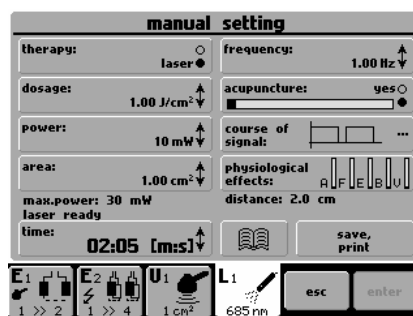 manual setting
therapy:
laser
frequency:
1.00 Hz
dosage:
1.00 J/cm²
acupuncture: yes
power:
10 mW
course of
signal: ...
area:
1.00 cm²
physiological
effects: A F E B U
max.power: 30 mW
distance: 2.0 cm
laser ready
time:
02:05 [m:s]
save,
print
E1
1 >> 2
E2
1 >> 4
U1
1 cm²
L1
685 nm
esc
enter